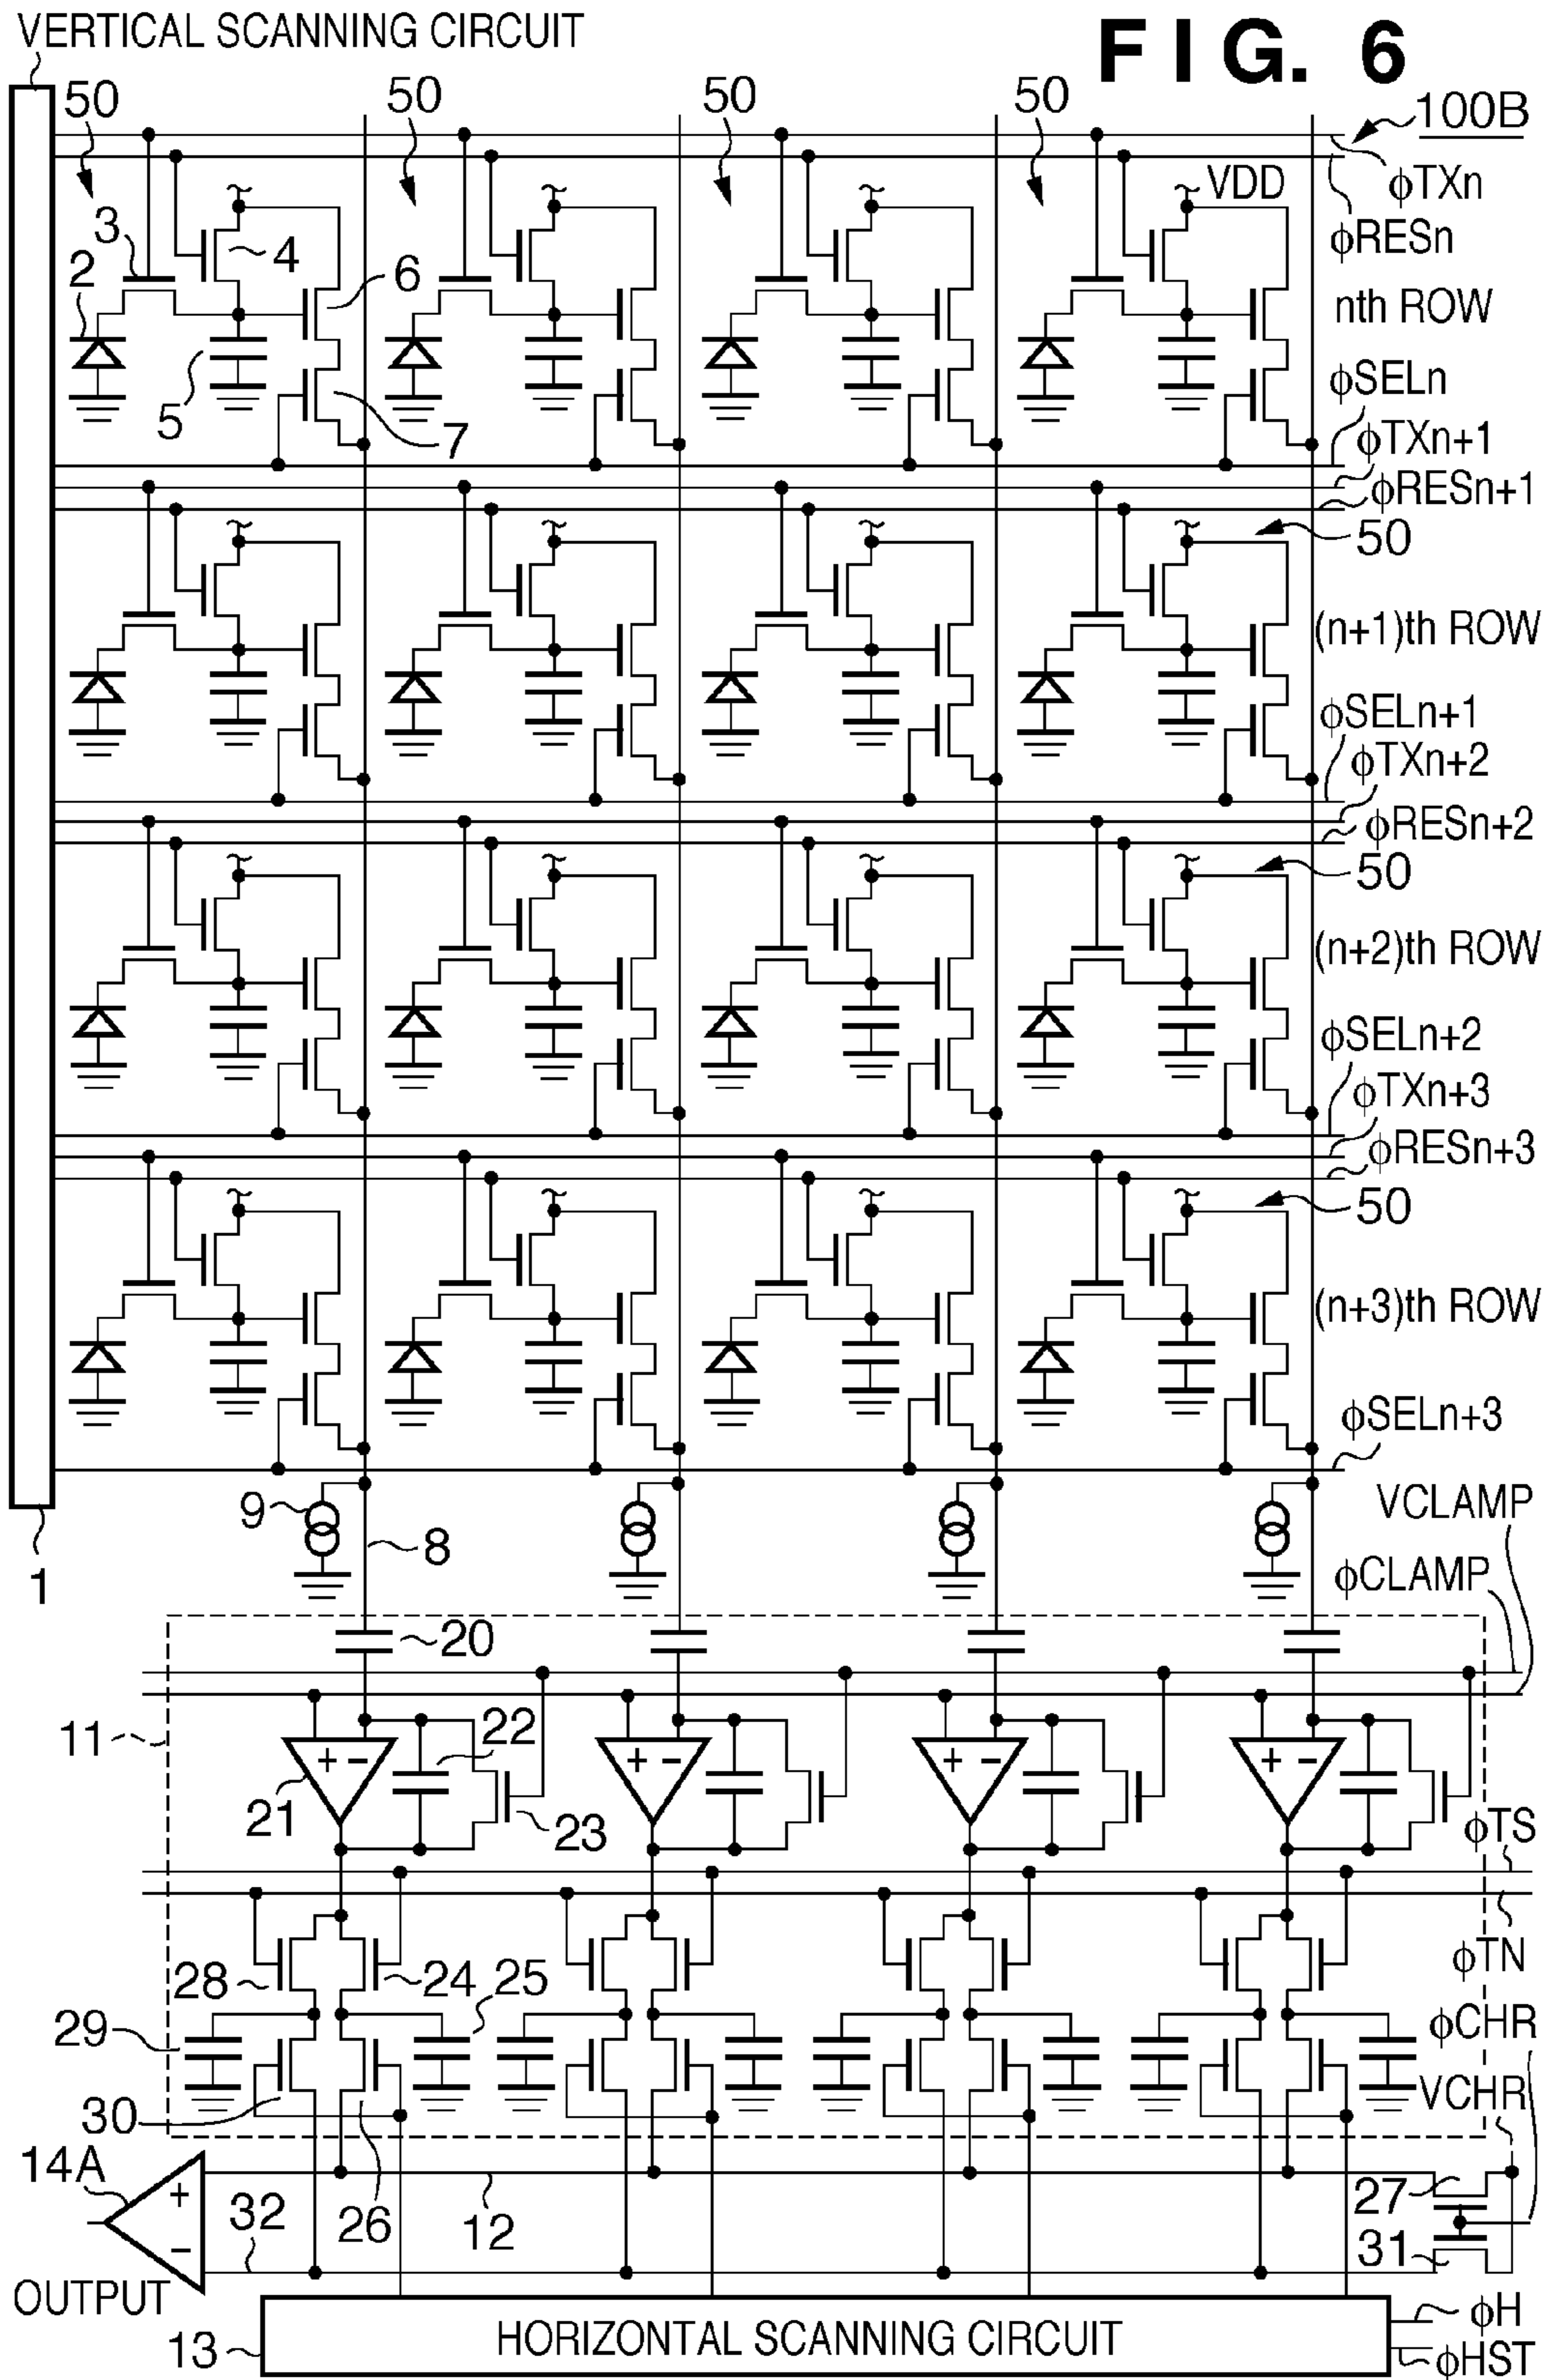 VERTICAL SCANNING CIRCUIT
FIG. 6
50 50 50 50
100B
VDD
ϕTXn
ϕRESn
3
4
2
6
nth ROW
5
7
ϕSELn
ϕTXn+1
ϕRESn+1
50
(n+1)th ROW
ϕSELn+1
ϕTXn+2
ϕRESn+2
50
(n+2)th ROW
ϕSELn+2
ϕTXn+3
ϕRESn+3
50
(n+3)th ROW
ϕSELn+3
9
8
1
VCLAMP
ϕCLAMP
20
11
+ − + − + − + −
22
21
23
ϕTS
28
24
25
ϕTN
29
ϕCHR
30
VCHR
14A
+
−
32
26
12
27
31
OUTPUT
13
HORIZONTAL SCANNING CIRCUIT
ϕH
ϕHST